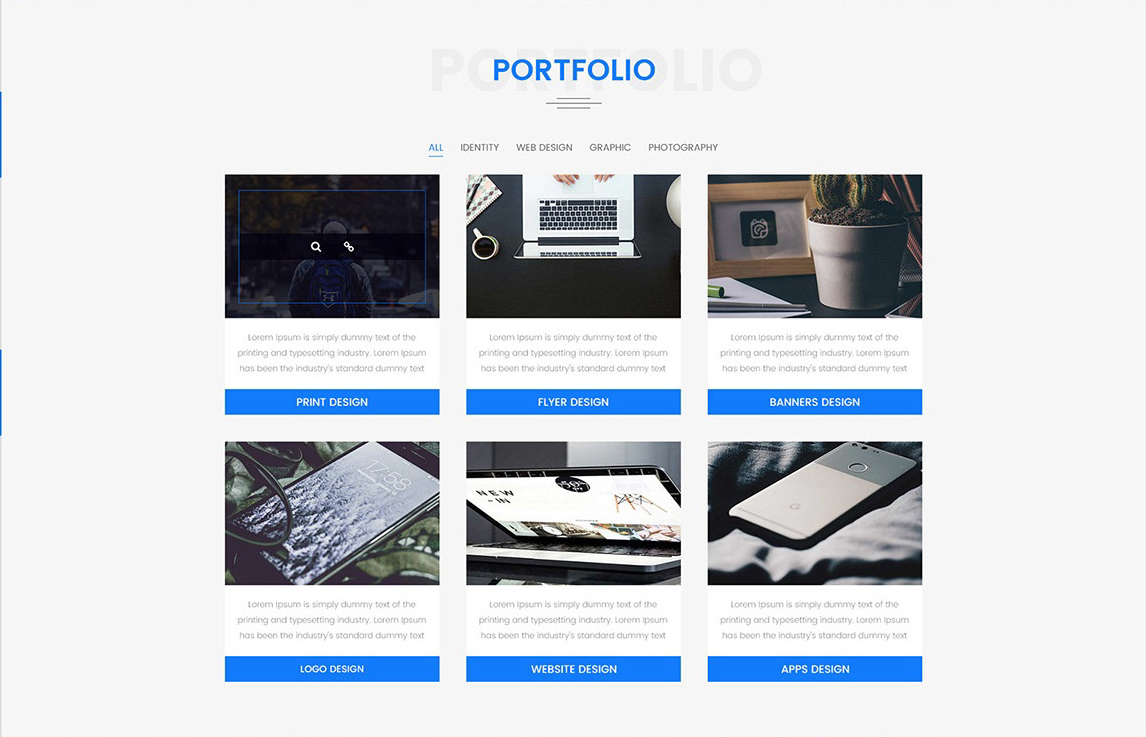 PORTFOLIO
PORTFOLIO
ALL IDENTITY WEB DESIGN GRAPHIC PHOTOGRAPHY
Lorem Ipsum is simply dummy text of the
printing and typesetting industry. Lorem Ipsum
has been the industry's standard dummy text
PRINT DESIGN
Lorem Ipsum is simply dummy text of the
printing and typesetting industry. Lorem Ipsum
has been the industry's standard dummy text
FLYER DESIGN
Lorem Ipsum is simply dummy text of the
printing and typesetting industry. Lorem Ipsum
has been the industry's standard dummy text
BANNERS DESIGN
17:58
Lorem Ipsum is simply dummy text of the
printing and typesetting industry. Lorem Ipsum
has been the industry's standard dummy text
LOGO DESIGN
NEW
- IN
Lorem Ipsum is simply dummy text of the
printing and typesetting industry. Lorem Ipsum
has been the industry's standard dummy text
WEBSITE DESIGN
Lorem Ipsum is simply dummy text of the
printing and typesetting industry. Lorem Ipsum
has been the industry's standard dummy text
APPS DESIGN